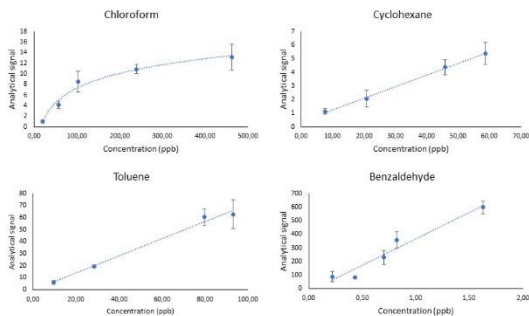 Chloroform
Analytical signal
18
16
14
12
10
8
6
4
2
0
0,00 100,00 200,00 300,00 400,00 500,00
Concentration (ppb)
Cyclohexane
Analytical signal
7
6
5
4
3
2
1
0
0,00 10,00 20,00 30,00 40,00 50,00 60,00 70,00
Concentration (ppb)
Toluene
Analytical signal
80
70
60
50
40
30
20
10
0
0,00 20,00 40,00 60,00 80,00 100,00
Concentration (ppb)
Benzaldehyde
Analytical signal
700
600
500
400
300
200
100
0
0,00 0,50 1,00 1,50 2,00
Concentration (ppb)